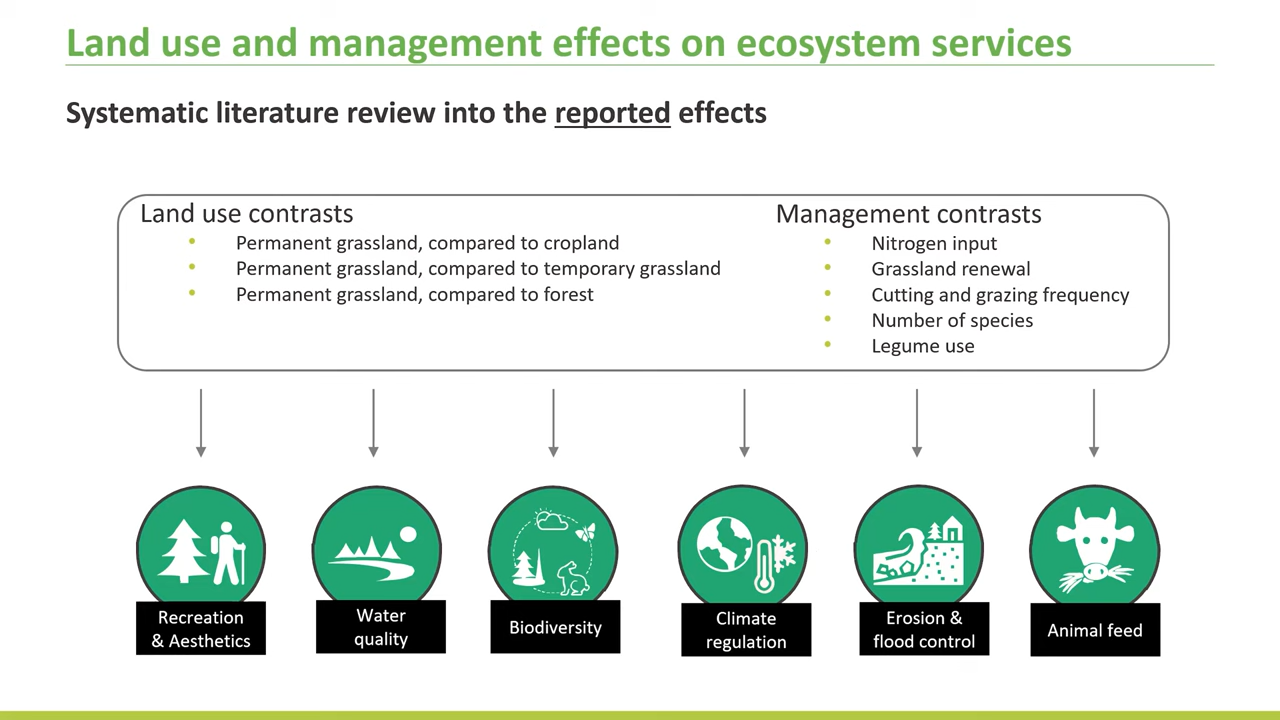 Land use and management effects on ecosystem services
Systematic literature review into the reported effects
Land use contrasts
• Permanent grassland, compared to cropland
• Permanent grassland, compared to temporary grassland
• Permanent grassland, compared to forest
Management contrasts
• Nitrogen input
• Grassland renewal
• Cutting and grazing frequency
• Number of species
• Legume use
Recreation
& Aesthetics
Water
quality
Biodiversity
Climate
regulation
Erosion &
flood control
Animal feed